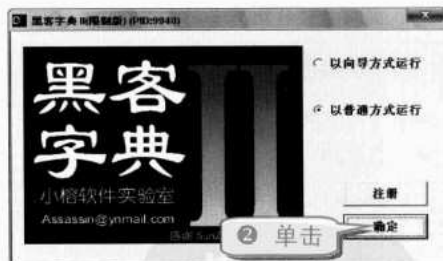 黑客字典 II(限制版) (PID:9940)
黑客
字典
小榕软件实验室
Assassin@ynmail.com
以向导方式运行
以普通方式运行
注册
确定
❷ 单击